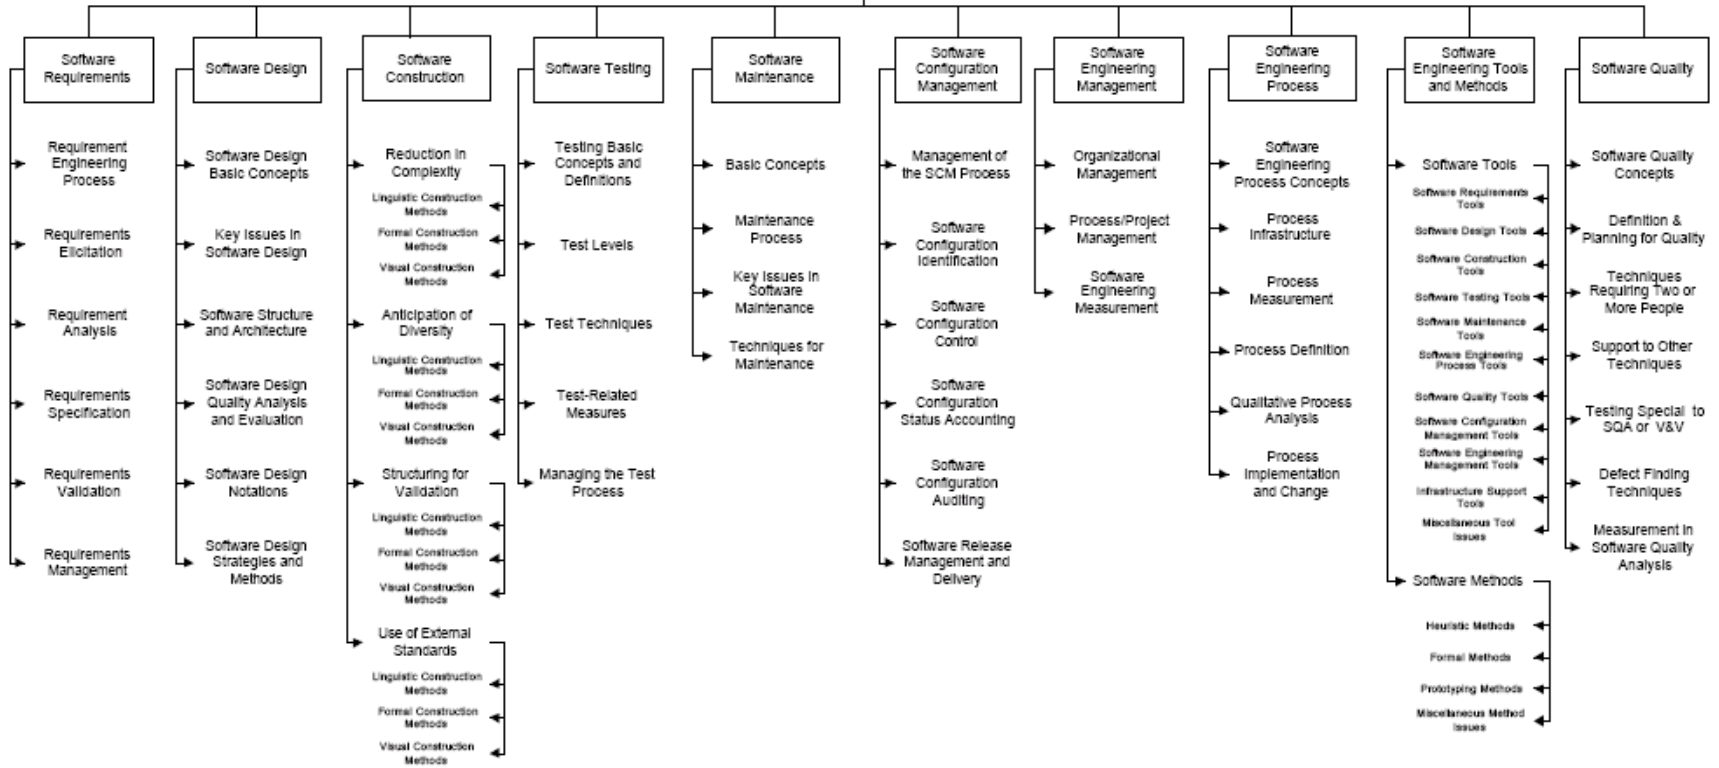 Software
Requirements
Requirement
Engineering
Process
Requirements
Elicitation
Requirement
Analysis
Requirements
Specification
Requirements
Validation
Requirements
Management
Software Design
Software Design
Basic Concepts
Key Issues in
Software Design
Software Structure
and Architecture
Software Design
Quality Analysis
and Evaluation
Software Design
Notations
Software Design
Strategies and
Methods
Software
Construction
Reduction in
Complexity
Linguistic Construction
Methods
Formal Construction
Methods
Visual Construction
Methods
Anticipation of
Diversity
Linguistic Construction
Methods
Formal Construction
Methods
Visual Construction
Methods
Structuring for
Validation
Linguistic Construction
Methods
Formal Construction
Methods
Visual Construction
Methods
Use of External
Standards
Linguistic Construction
Methods
Formal Construction
Methods
Visual Construction
Methods
Software Testing
Testing Basic
Concepts and
Definitions
Test Levels
Test Techniques
Test-Related
Measures
Managing the Test
Process
Software
Maintenance
Basic Concepts
Maintenance
Process
Key Issues in
Software
Maintenance
Techniques for
Maintenance
Software
Configuration
Management
Management of
the SCM Process
Software
Configuration
Identification
Software
Configuration
Control
Software
Configuration
Status Accounting
Software
Configuration
Auditing
Software Release
Management and
Delivery
Software
Engineering
Management
Organizational
Management
Process/Project
Management
Software
Engineering
Measurement
Software
Engineering
Process
Software
Engineering
Process Concepts
Process
Infrastructure
Process
Measurement
Process Definition
Qualitative Process
Analysis
Process
Implementation
and Change
Software
Engineering Tools
and Methods
Software Tools
Software Requirements
Tools
Software Design Tools
Software Construction
Tools
Software Testing Tools
Software Maintenance
Tools
Software Engineering
Process Tools
Software Quality Tools
Software Configuration
Management Tools
Software Engineering
Management Tools
Infrastructure Support
Tools
Miscellaneous Tool
Issues
Software Methods
Heuristic Methods
Formal Methods
Prototyping Methods
Miscellaneous Method
Issues
Software Quality
Software Quality
Concepts
Definition &
Planning for Quality
Techniques
Requiring Two or
More People
Support to Other
Techniques
Testing Special to
SQA or V&V
Defect Finding
Techniques
Measurement in
Software Quality
Analysis